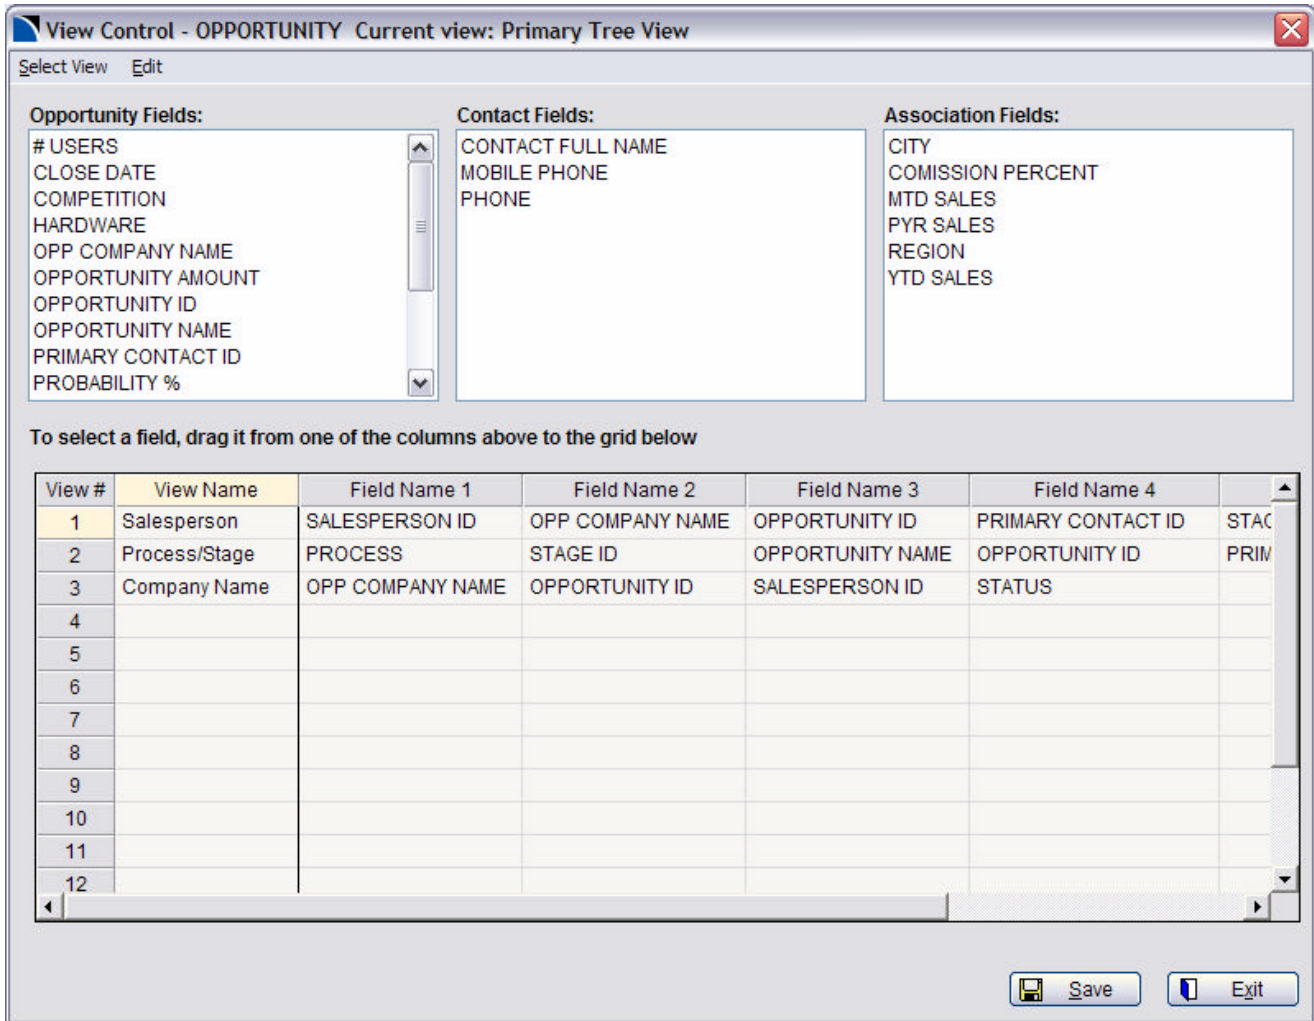 View Control - OPPORTUNITY Current view: Primary Tree View
Select View Edit
Opportunity Fields:
# USERS
CLOSE DATE
COMPETITION
HARDWARE
OPP COMPANY NAME
OPPORTUNITY AMOUNT
OPPORTUNITY ID
OPPORTUNITY NAME
PRIMARY CONTACT ID
PROBABILITY %
Contact Fields:
CONTACT FULL NAME
MOBILE PHONE
PHONE
Association Fields:
CITY
COMISSION PERCENT
MTD SALES
PYR SALES
REGION
YTD SALES
To select a field, drag it from one of the columns above to the grid below
View # View Name Field Name 1 Field Name 2 Field Name 3 Field Name 4
1 Salesperson SALESPERSON ID OPP COMPANY NAME OPPORTUNITY ID PRIMARY CONTACT ID STAG
2 Process/Stage PROCESS STAGE ID OPPORTUNITY NAME OPPORTUNITY ID PRIM
3 Company Name OPP COMPANY NAME OPPORTUNITY ID SALESPERSON ID STATUS
4
5
6
7
8
9
10
11
12
Save Exit